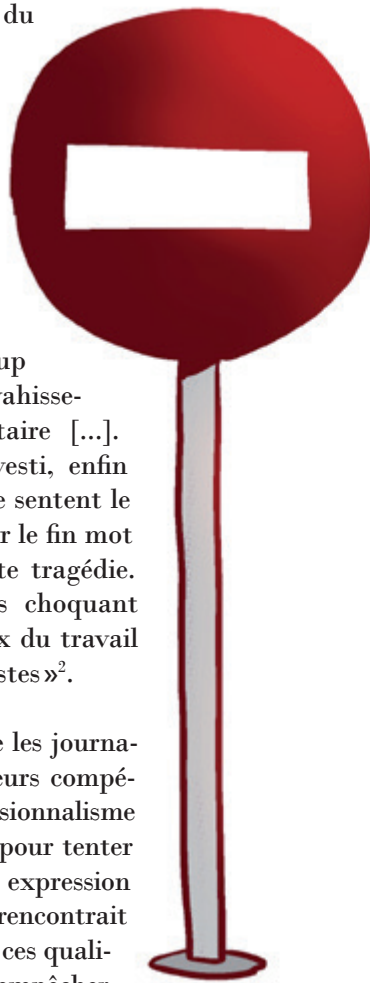 du
up
vahisse-
taire [...].
vesti, enfin
e sentent le
r le fin mot
te tragédie.
s choquant
x du travail
stes»².
e les journa-
eurs compé-
sionnalisme
pour tenter
expression
rencontrait
ces quali-